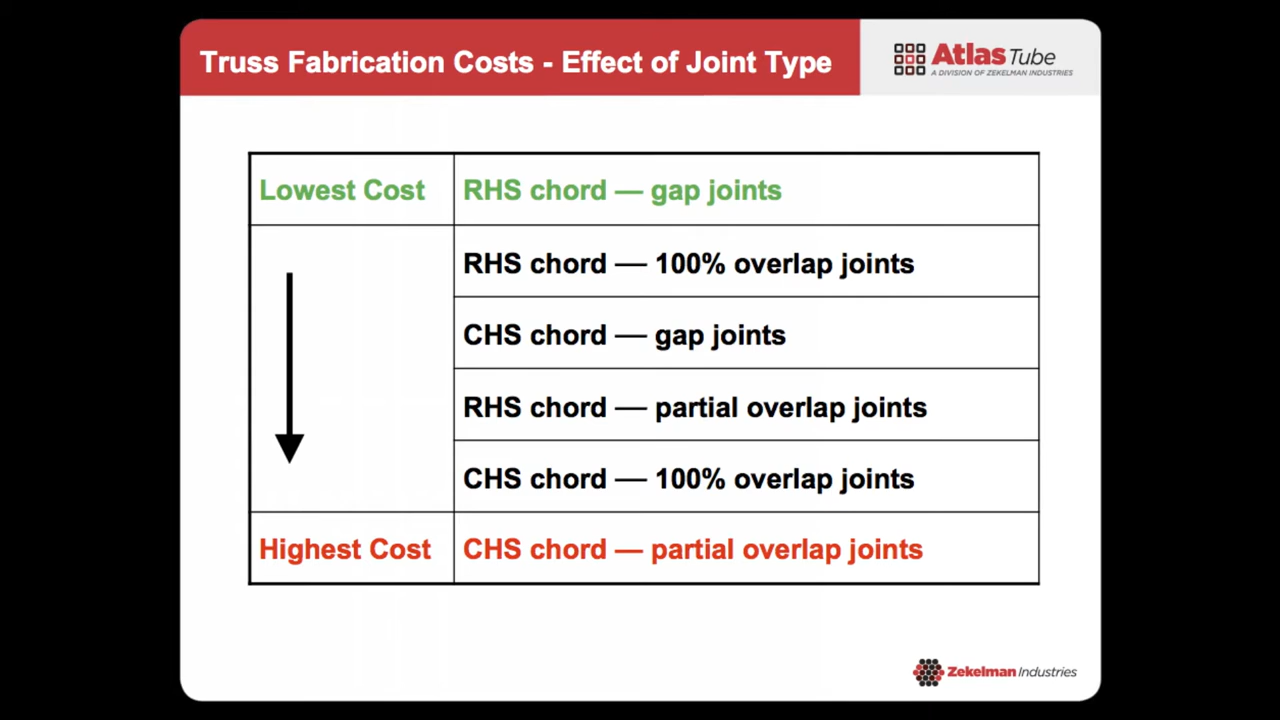 Truss Fabrication Costs - Effect of Joint Type
Atlas Tube
A DIVISION OF ZEKELMAN INDUSTRIES
Lowest Cost
RHS chord — gap joints
RHS chord — 100% overlap joints
CHS chord — gap joints
RHS chord — partial overlap joints
CHS chord — 100% overlap joints
Highest Cost
CHS chord — partial overlap joints
Zekelman Industries